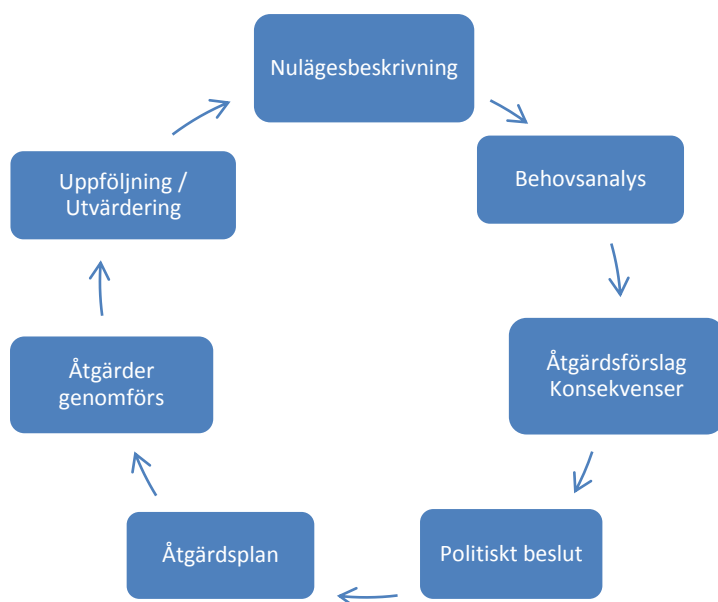 Nulägesbeskrivning
Behovsanalys
Åtgärdsförslag
Konsekvenser
Politiskt beslut
Åtgärdsplan
Åtgärder
genomförs
Uppföljning /
Utvärdering